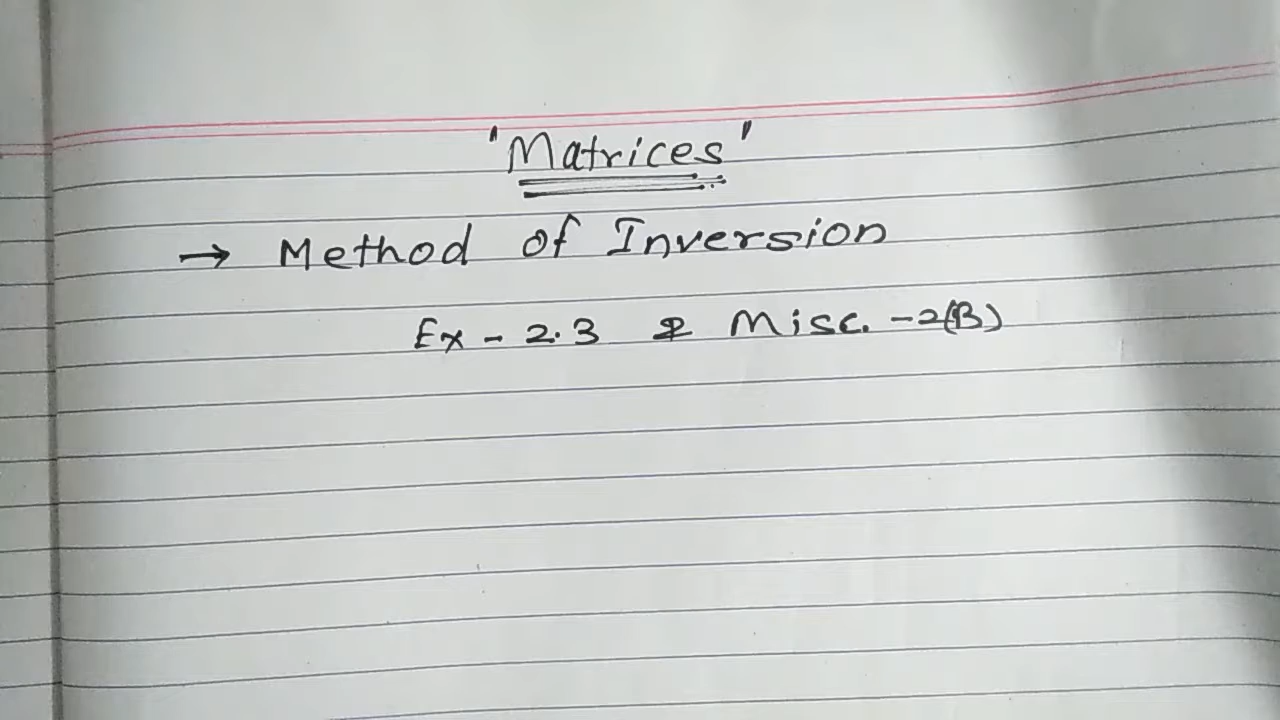 'Matrices'
→ Method of Inversion
Ex - 2.3 & Misc. -2(B)